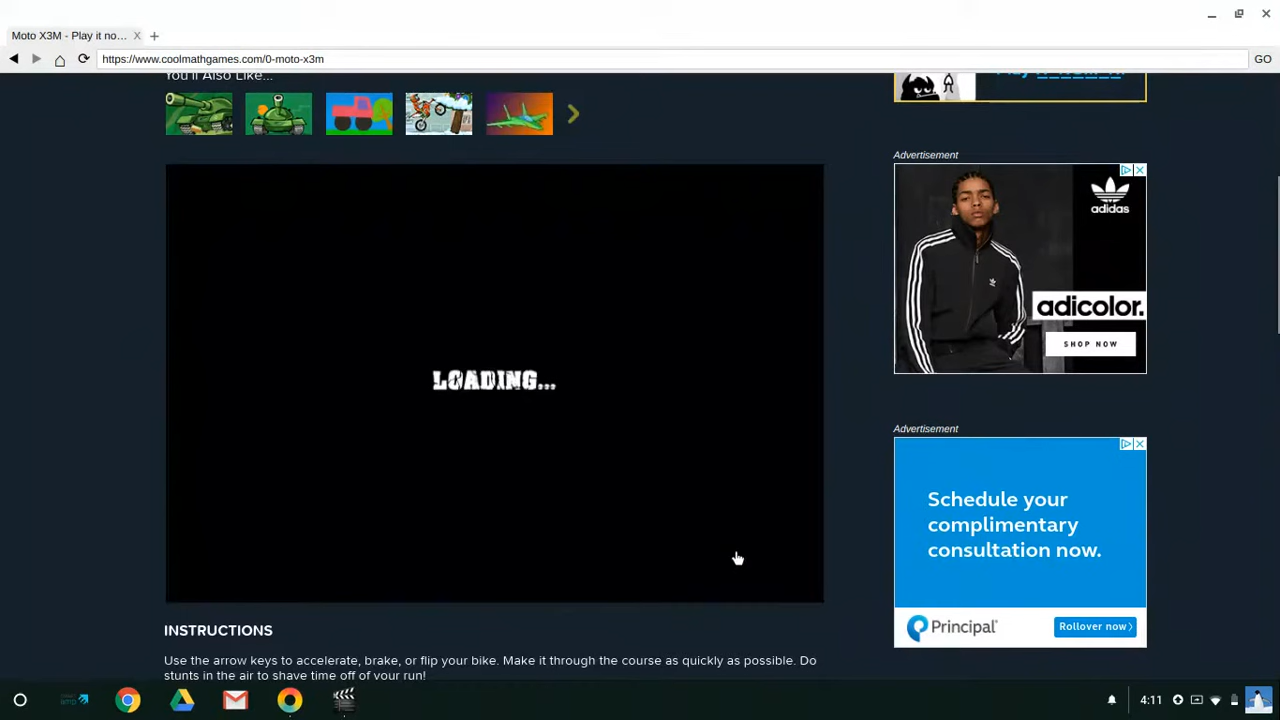 Moto X3M - Play it no...
https://www.coolmathgames.com/0-moto-x3m
GO
You'll Also Like...
Advertisement
adidas
adicolor.
SHOP NOW
LOADING...
Advertisement
Schedule your
complimentary
consultation now.
Principal
Rollover now
INSTRUCTIONS
Use the arrow keys to accelerate, brake, or flip your bike. Make it through the course as quickly as possible. Do
stunts in the air to shave time off of your run!
4:11